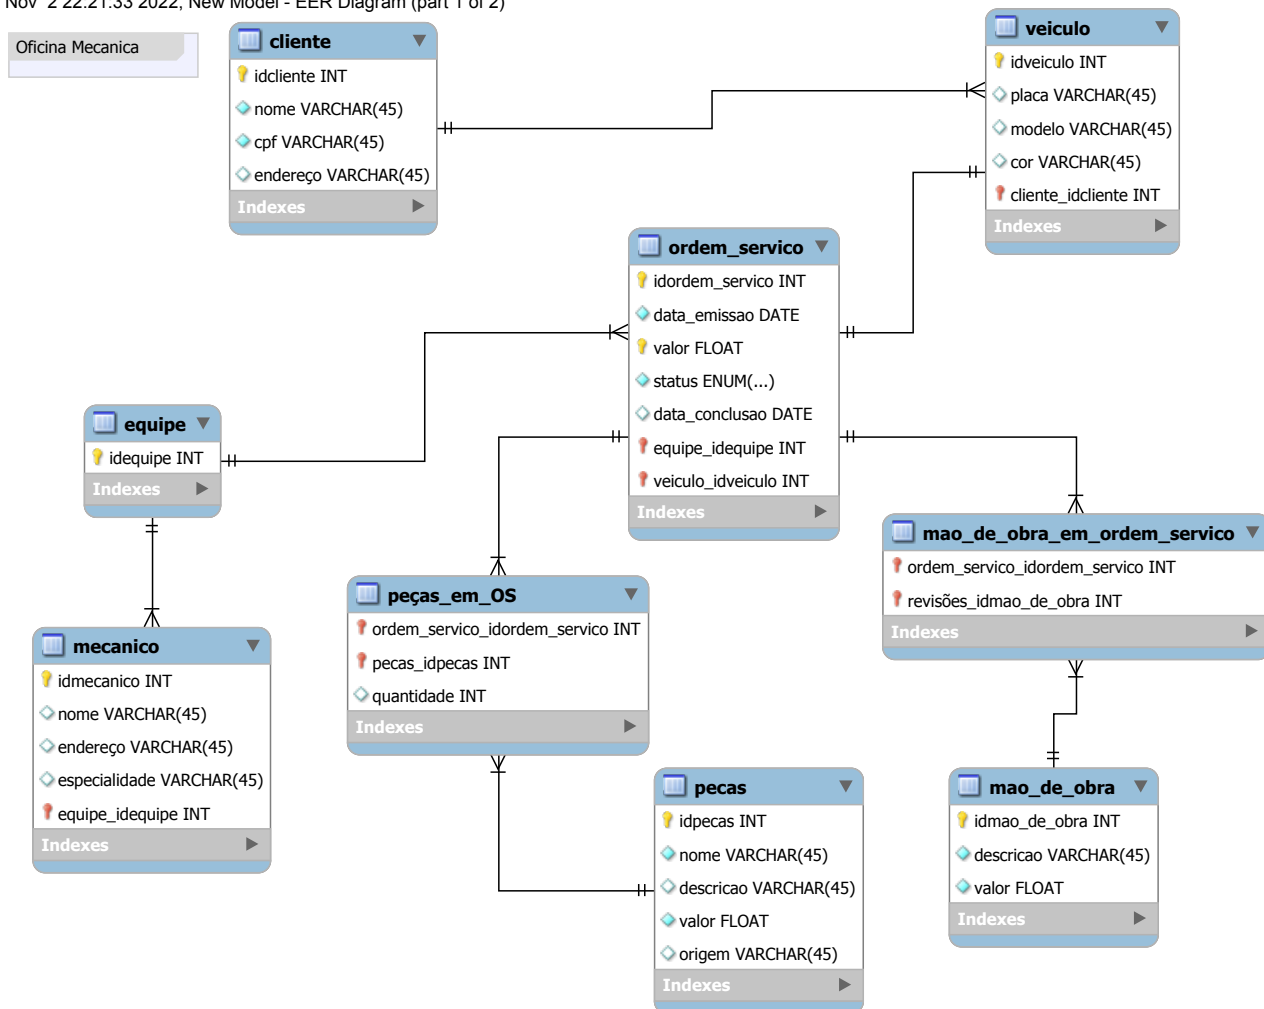 Nov 2 22:21:33 2022, New Model - EER Diagram (part 1 of 2)
Oficina Mecanica
cliente
idcliente INT
nome VARCHAR(45)
cpf VARCHAR(45)
endereço VARCHAR(45)
Indexes
veiculo
idveiculo INT
placa VARCHAR(45)
modelo VARCHAR(45)
cor VARCHAR(45)
cliente_idcliente INT
Indexes
ordem_servico
idordem_servico INT
data_emissao DATE
valor FLOAT
status ENUM(...)
data_conclusao DATE
equipe_idequipe INT
veiculo_idveiculo INT
Indexes
equipe
idequipe INT
Indexes
mao_de_obra_em_ordem_servico
ordem_servico_idordem_servico INT
revisões_idmao_de_obra INT
Indexes
peças_em_OS
ordem_servico_idordem_servico INT
pecas_idpecas INT
quantidade INT
Indexes
mecanico
idmecanico INT
nome VARCHAR(45)
endereço VARCHAR(45)
especialidade VARCHAR(45)
equipe_idequipe INT
Indexes
pecas
idpecas INT
nome VARCHAR(45)
descricao VARCHAR(45)
valor FLOAT
origem VARCHAR(45)
Indexes
mao_de_obra
idmao_de_obra INT
descricao VARCHAR(45)
valor FLOAT
Indexes